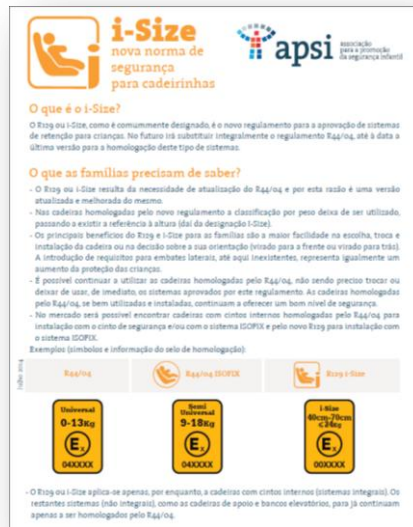 i-Size
nova norma de
segurança
para cadeirinhas
apsi
associação
para a promoção
da segurança infantil
O que é o i-Size?
O R129 ou i-Size, como é comummente designado, é o novo regulamento para a aprovação de sistemas
de retenção para crianças. No futuro irá substituir integralmente o regulamento R44/04, até à data a
última versão para a homologação deste tipo de sistemas.
O que as famílias precisam de saber?
- O R129 ou i-Size resulta da necessidade de atualização do R44/04 e por esta razão é uma versão
atualizada e melhorada do mesmo.
- Nas cadeiras homologadas pelo novo regulamento a classificação por peso deixa de ser utilizado,
passando a existir a referência à altura (daí da designação i-Size).
- Os principais benefícios do R129 e i-Size para as famílias são a maior facilidade na escolha, troca e
instalação da cadeira ou na decisão sobre a sua orientação (virado para a frente ou virado para trás).
A introdução de requisitos para embates laterais, até aqui inexistentes, representa igualmente um
aumento da proteção das crianças.
- É possível continuar a utilizar as cadeiras homologadas pelo R44/04, não sendo preciso trocar ou
deixar de usar, de imediato, os sistemas aprovados por este regulamento. As cadeiras homologadas
pelo R44/04, se bem utilizadas e instaladas, continuam a oferecer um bom nível de segurança.
- No mercado será possível encontrar cadeiras com cintos internos homologadas pelo R44/04 para
instalação com o cinto de segurança e/ou com o sistema ISOFIX e pelo novo R129 para instalação com
o sistema ISOFIX.
Exemplos (símbolos e informação do selo de homologação):
R44/04
R44/04 ISOFIX
R129 i-Size
Universal
0-13Kg
E
04XXXX
Semi
Universal
9-18Kg
E
04XXXX
i-Size
40cm-70cm
≤24Kg
E
00XXXX
- O R129 ou i-Size aplica-se apenas, por enquanto, a cadeiras com cintos internos (sistemas integrais). Os
restantes sistemas (não integrais), como as cadeiras de apoio e bancos elevatórios, para já continuam
apenas a ser homologados pelo R44/04.